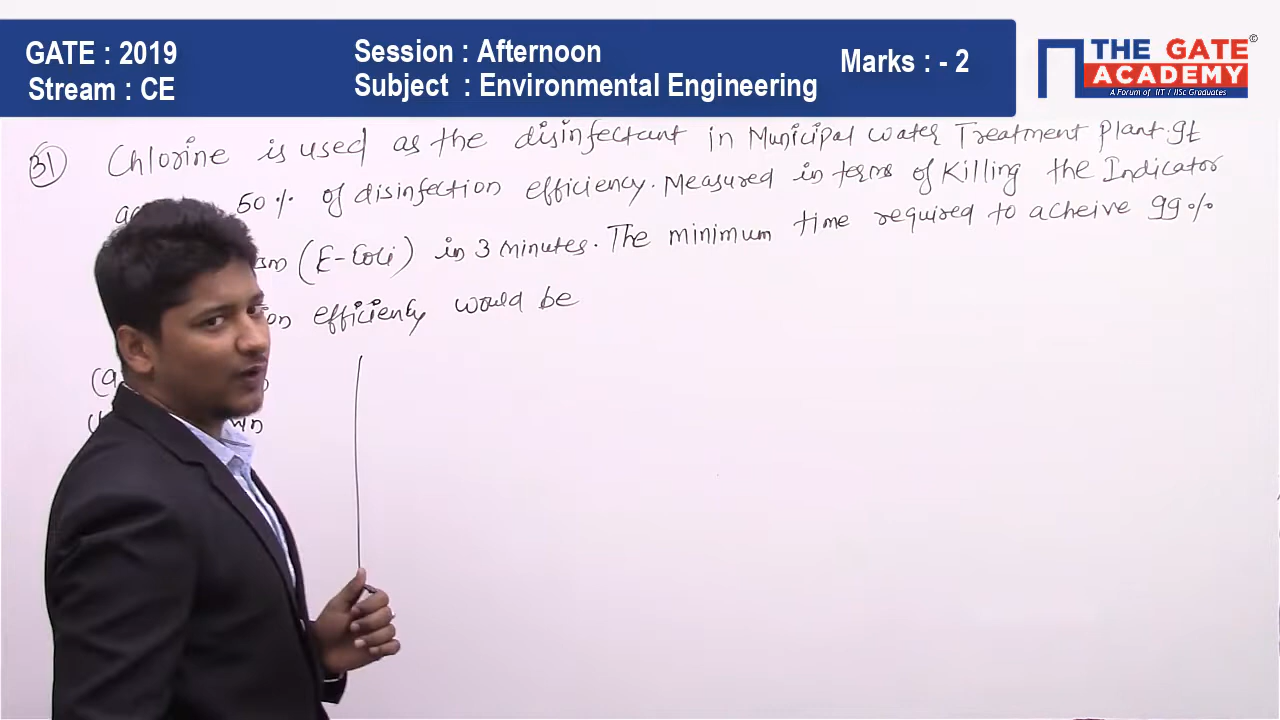 GATE : 2019
Stream : CE
Session : Afternoon
Subject : Environmental Engineering
Marks : - 2
THE GATE
ACADEMY
©
A Forum of IIT / IISc Graduates
31 Chlorine is used as the disinfectant in Municipal water Treatment plant. It
50% of disinfection efficiency. Measured in terms of killing the Indicator
(E-Coli) in 3 minutes. The minimum time required to acheive 99%
efficiency would be
(a